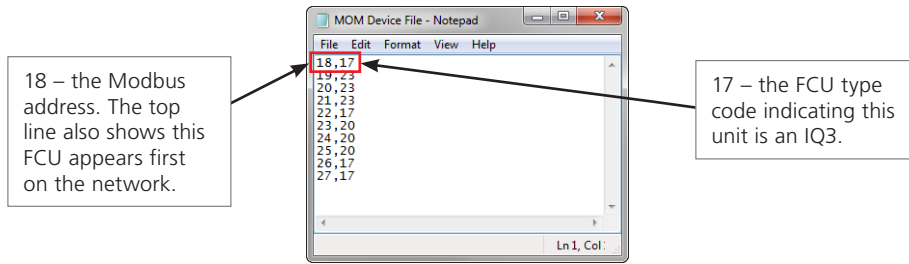 MOM Device File - Notepad
File Edit Format View Help
18,17
19,23
20,23
21,23
22,17
23,20
24,20
25,20
26,17
27,17
Ln 1, Col
18 – the Modbus
address. The top
line also shows this
FCU appears first
on the network.
17 – the FCU type
code indicating this
unit is an IQ3.